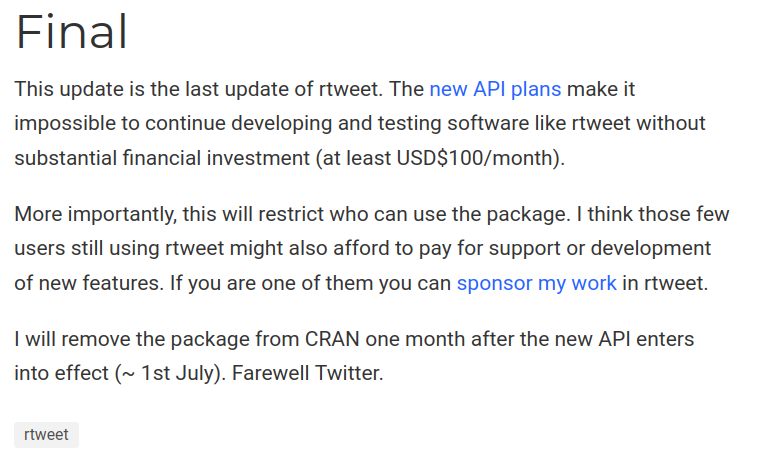 Final
This update is the last update of rtweet. The new API plans make it
impossible to continue developing and testing software like rtweet without
substantial financial investment (at least USD$100/month).
More importantly, this will restrict who can use the package. I think those few
users still using rtweet might also afford to pay for support or development
of new features. If you are one of them you can sponsor my work in rtweet.
I will remove the package from CRAN one month after the new API enters
into effect (~ 1st July). Farewell Twitter.
rtweet